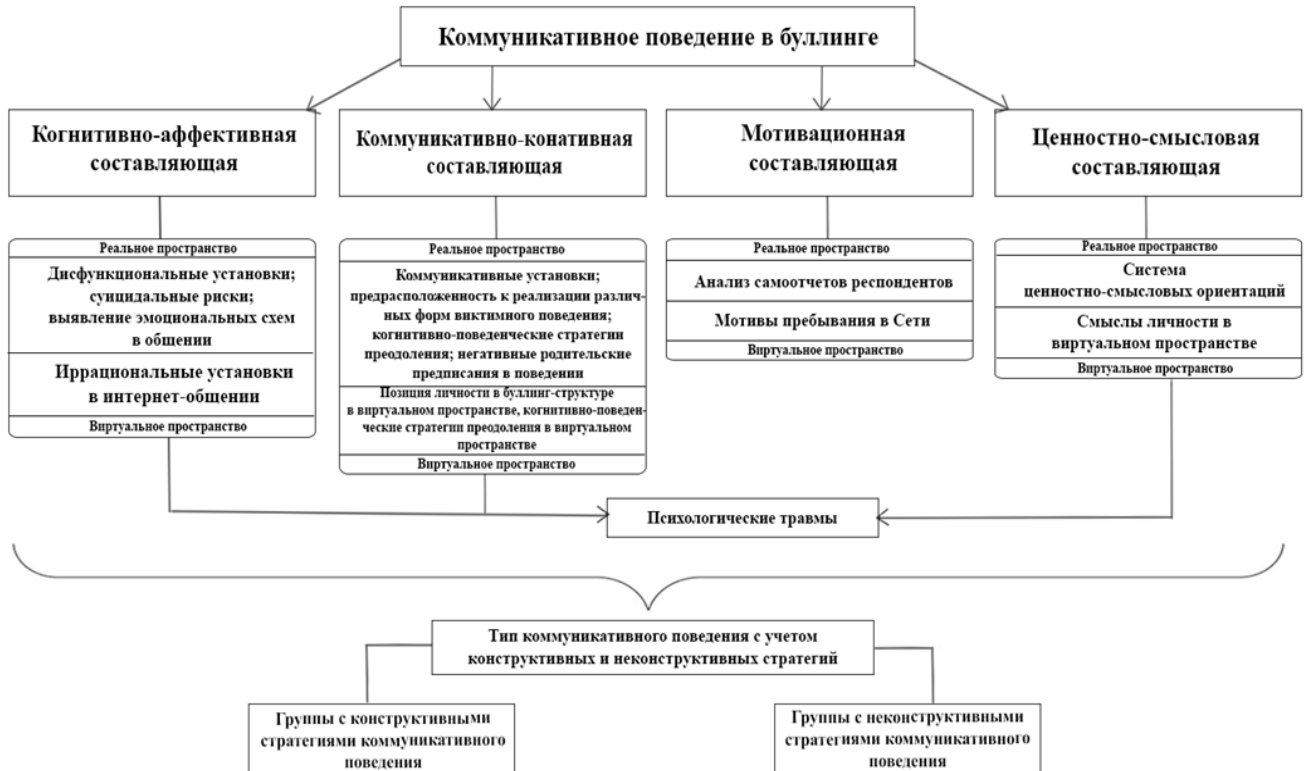 Коммуникативное поведение в буллинге
Когнитивно-аффективная
составляющая
Коммуникативно-конативная
составляющая
Мотивационная
составляющая
Ценностно-смысловая
составляющая
Реальное пространство
Дисфункциональные установки;
суицидальные риски;
выявление эмоциональных схем
в общении
Иррациональные установки
в интернет-общении
Виртуальное пространство
Реальное пространство
Коммуникативные установки;
предрасположенность к реализации различ-
ных форм виктимного поведения;
когнитивно-поведенческие стратегии
преодоления; негативные родительские
предписания в поведении
Позиция личности в буллинг-структуре
в виртуальном пространстве, когнитивно-поведен-
ческие стратегии преодоления в виртуальном
пространстве
Виртуальное пространство
Реальное пространство
Анализ самоотчетов респондентов
Мотивы пребывания в Сети
Виртуальное пространство
Реальное пространство
Система
ценностно-смысловых ориентаций
Смыслы личности в
виртуальном пространстве
Виртуальное пространство
Психологические травмы
Тип коммуникативного поведения с учетом
конструктивных и неконструктивных стратегий
Группы с конструктивными
стратегиями коммуникативного
поведения
Группы с неконструктивными
стратегиями коммуникативного
поведения